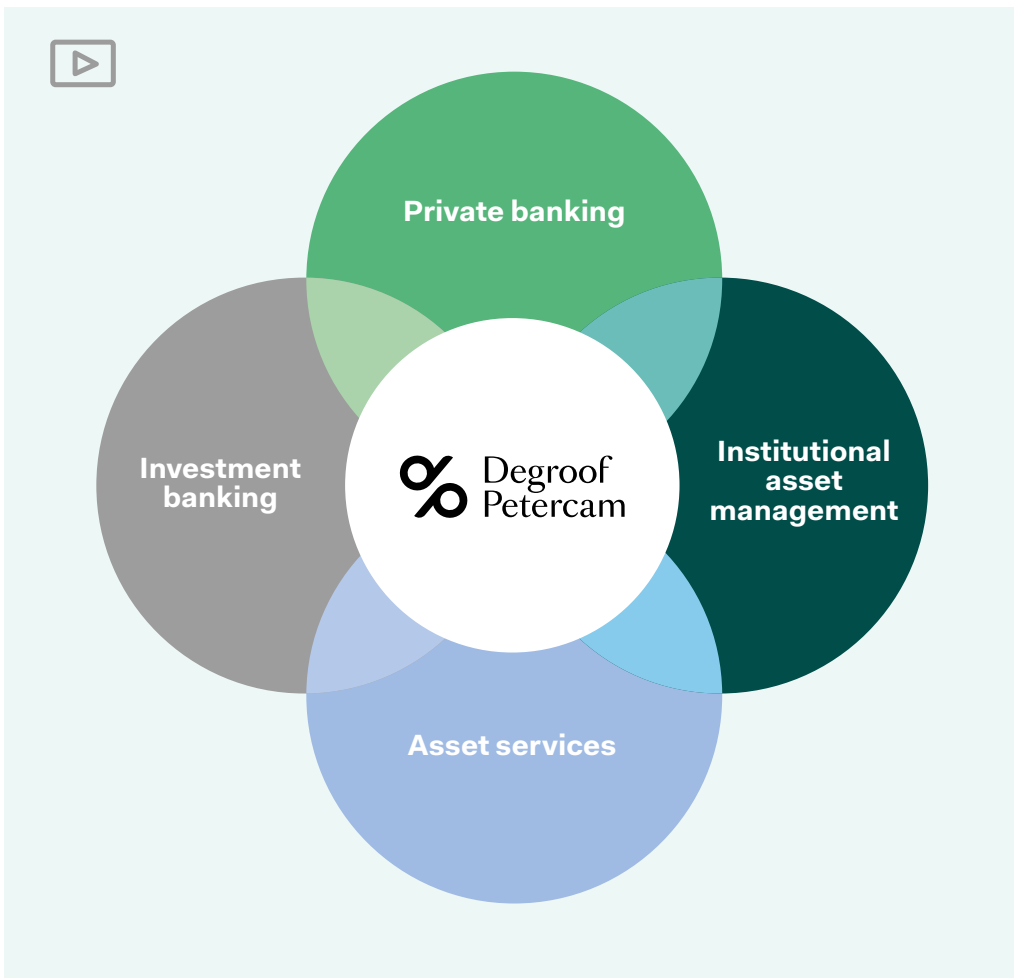 Private banking
Investment
banking
Degroof
Petercam
Institutional
asset
management
Asset services